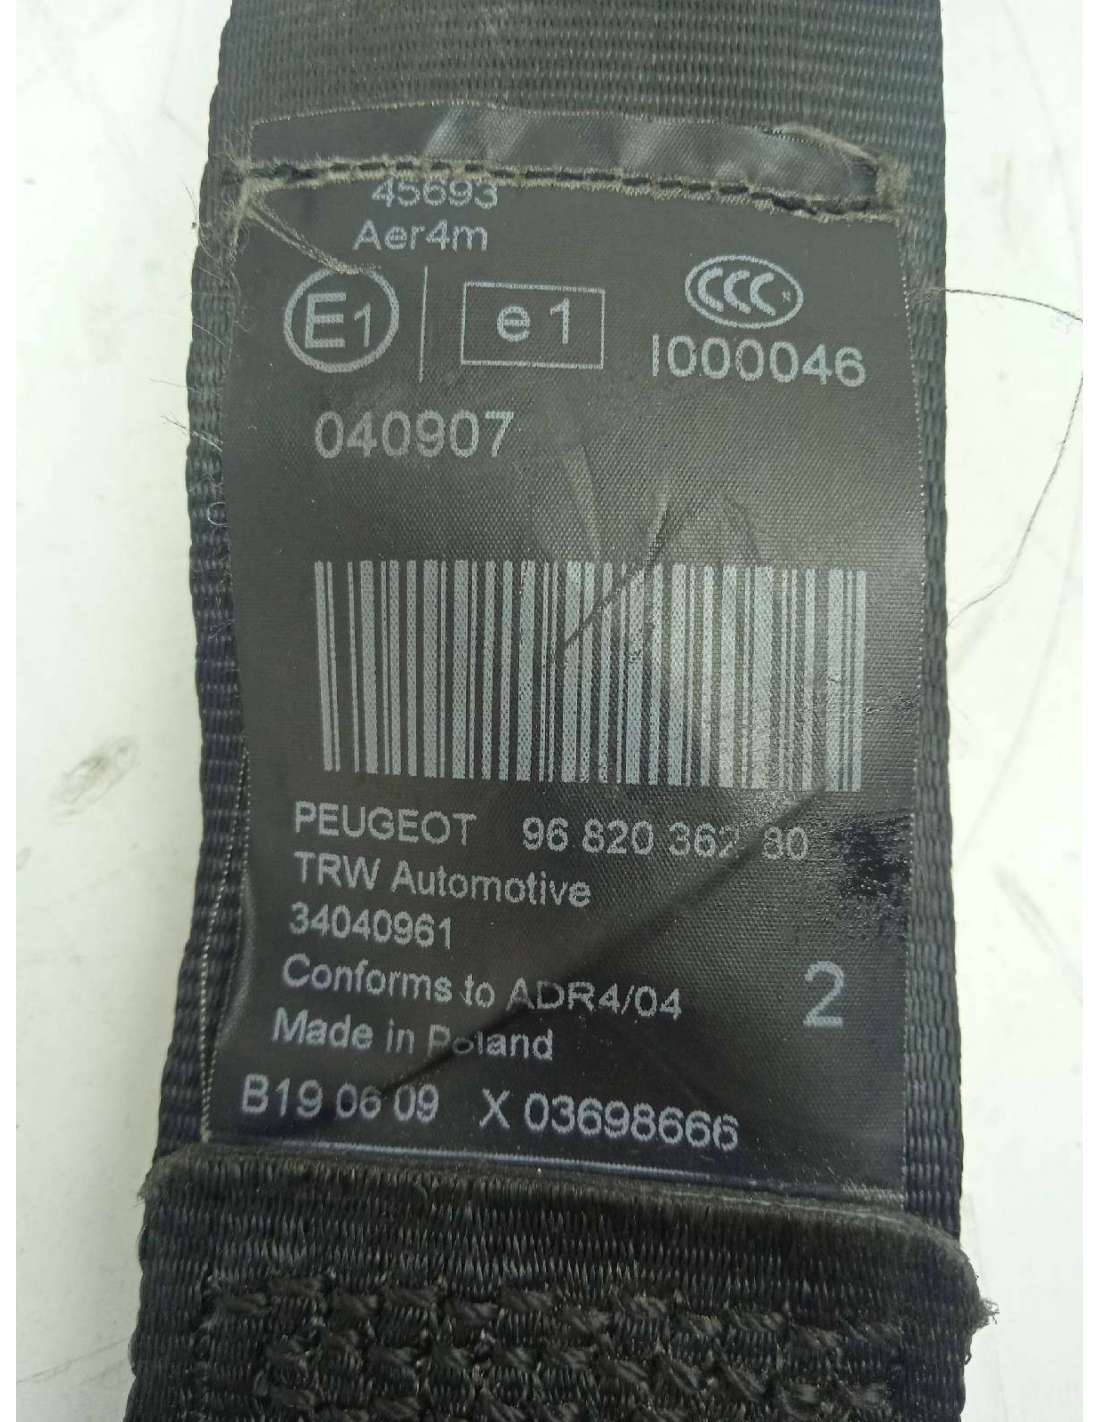 45693
Aer4m
E1
e1
CCC
I000046
040907
PEUGEOT 96 820 362 80
TRW Automotive
34040961
Conforms to ADR4/04
2
Made in Poland
B19 06 09 X 03698666